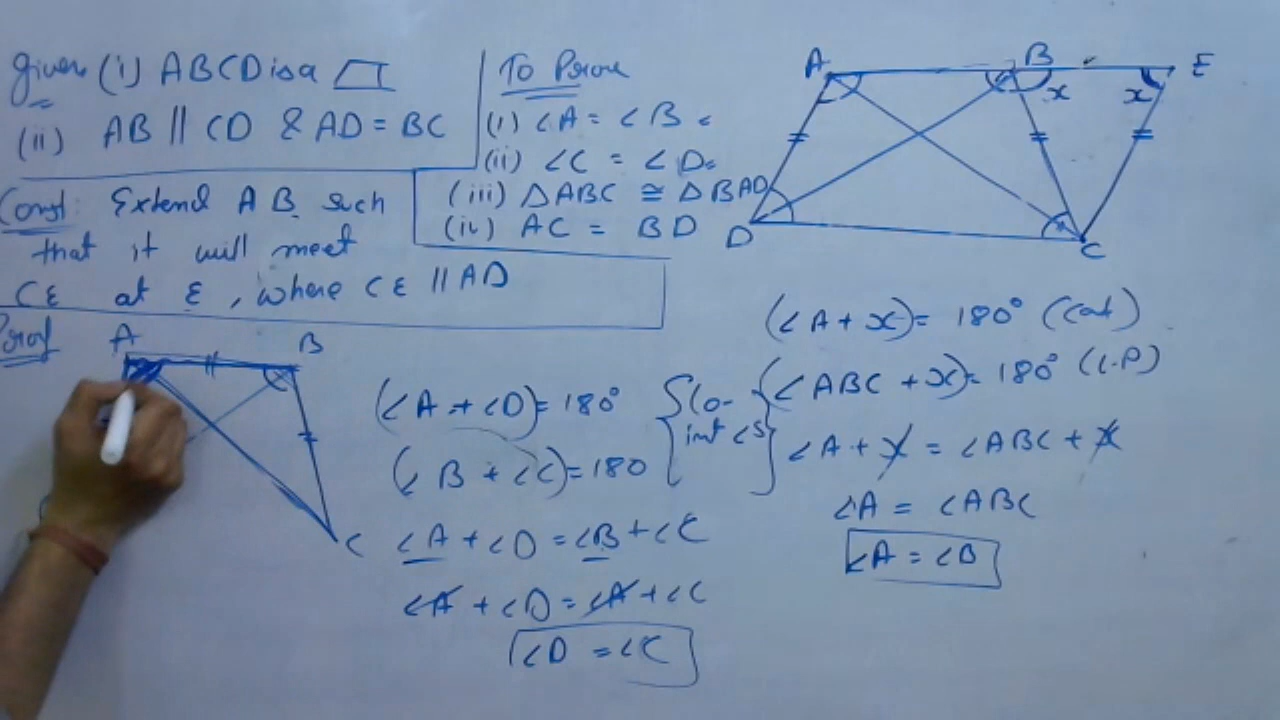 Given (i) ABCD is a
(ii) AB || CD & AD = BC
To Prove
(i) ∠A = ∠B
(ii) ∠C = ∠D
(iii) △ABC ≅ △BAD
(iv) AC = BD
Const: Extend AB such
that it will meet
CE at E, where CE || AD
A B E
x x
D C
Proof
A B
C
(∠A + ∠D) = 180°
(∠B + ∠C) = 180
Co-
int ∠s
∠A + ∠D = ∠B + ∠C
∠A + ∠D = ∠A + ∠C
∠D = ∠C
(∠A + x) = 180° (Cat)
(∠ABC + x) = 180° (L.P)
∠A + x = ∠ABC + x
∠A = ∠ABC
∠A = ∠B